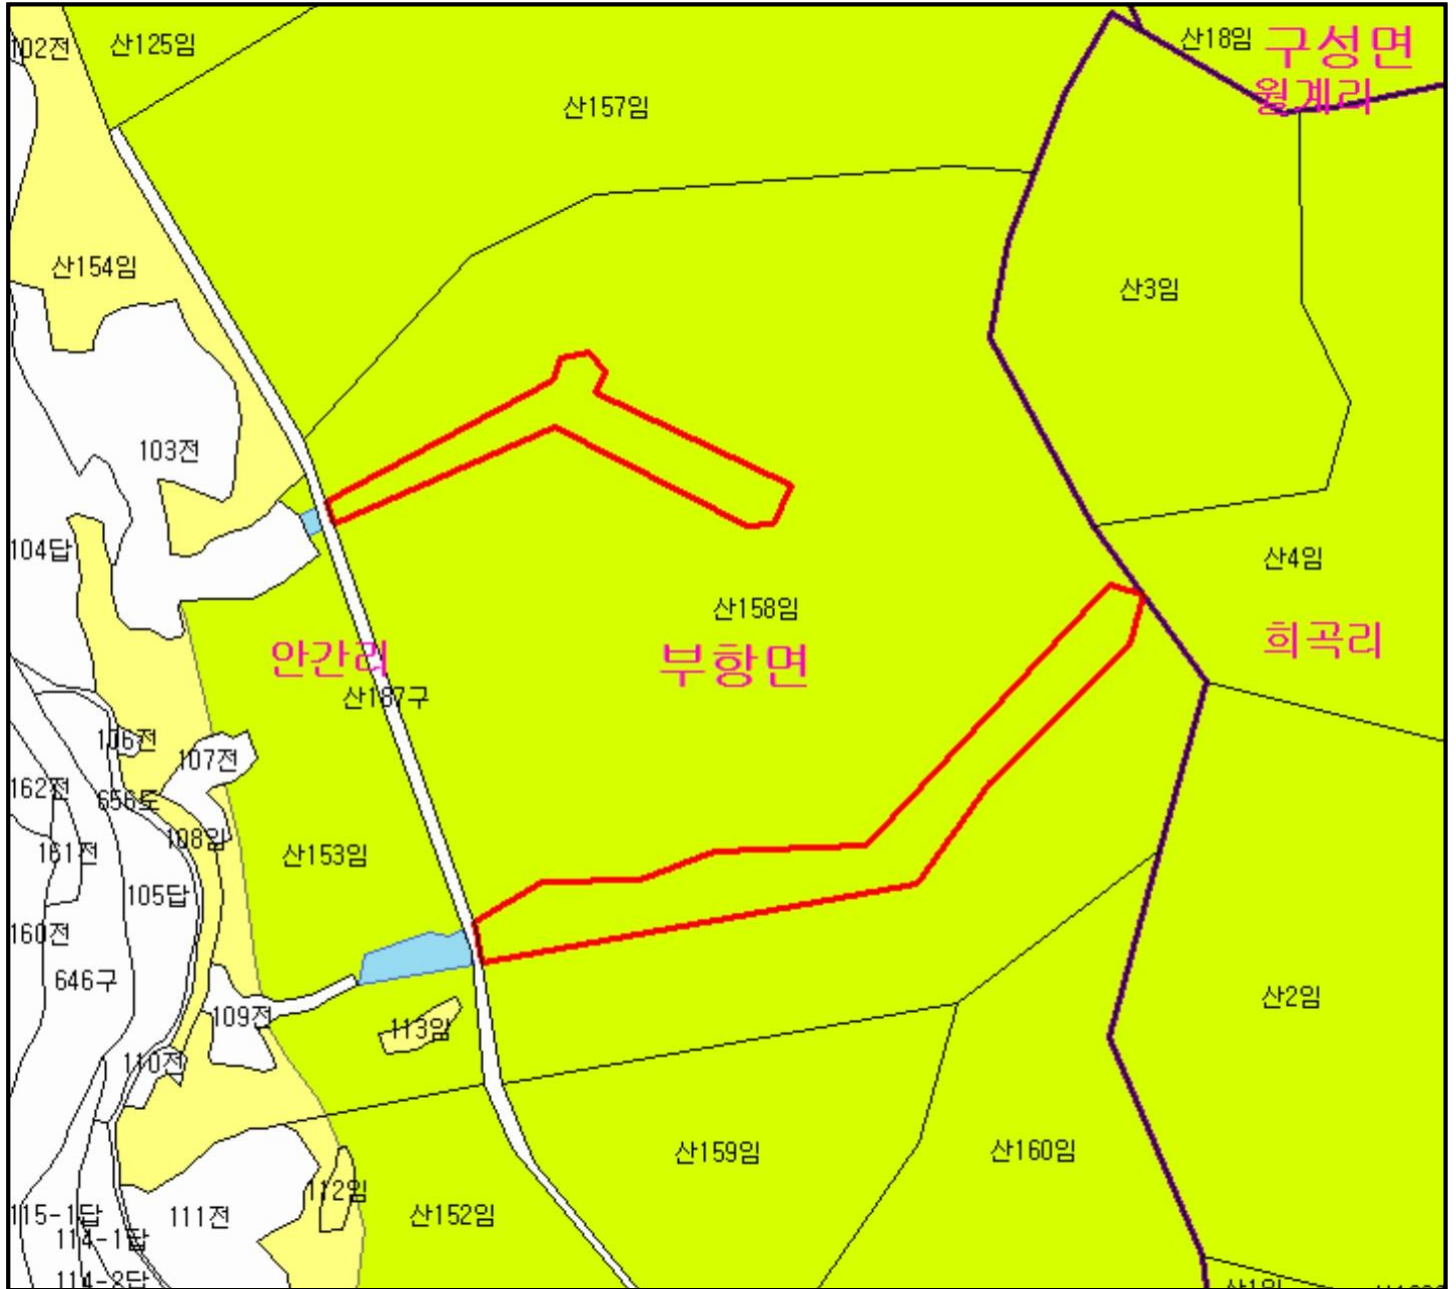 102전
산125임
산18임
구성면
월계리
산157임
산154임
산3임
103전
104답
산4임
산158임
희곡리
안간리
부항면
산187구
106전
107전
162전
656도
108임
161전
산153임
105답
160전
646구
산2임
109전
113임
110전
산159임
산160임
112임
115-1답
111전
산152임
114-1답
114-2답
산1임